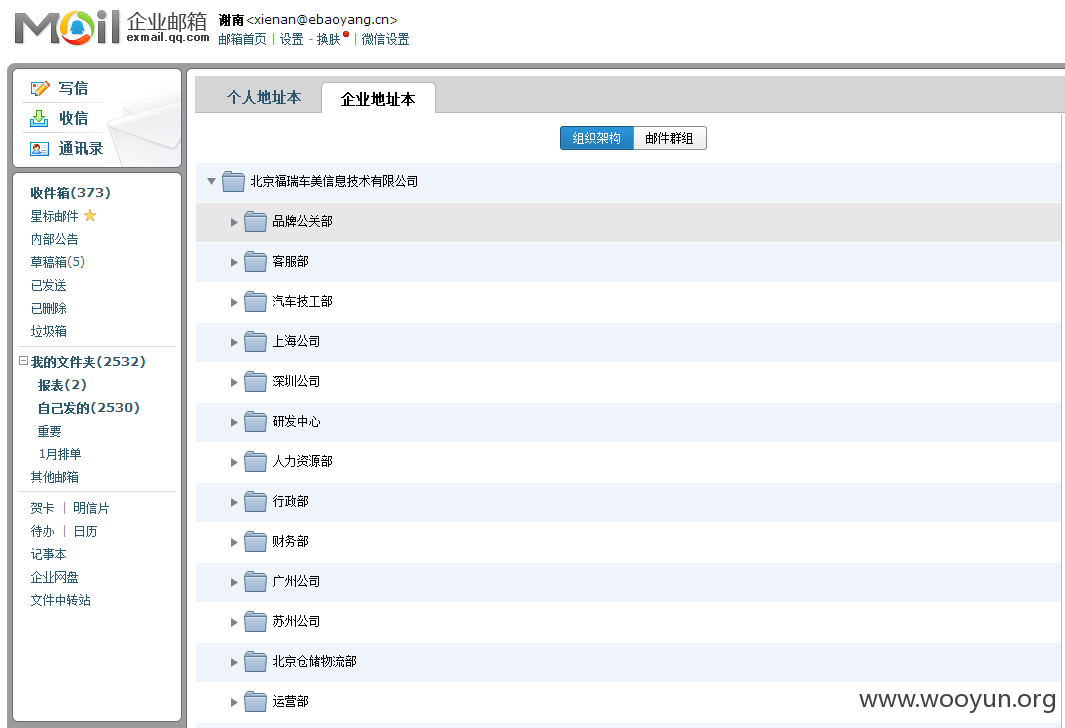 Mail 企业邮箱
exmail.qq.com
谢南<xienan@ebaoyang.cn>
邮箱首页 | 设置 - 换肤 | 微信设置
写信
收信
通讯录
收件箱(373)
星标邮件
内部公告
草稿箱(5)
已发送
已删除
垃圾箱
我的文件夹(2532)
报表(2)
自己发的(2530)
重要
1月排单
其他邮箱
贺卡 | 明信片
待办 | 日历
记事本
企业网盘
文件中转站
个人地址本 企业地址本
组织架构 邮件群组
北京福瑞车美信息技术有限公司
品牌公关部
客服部
汽车技工部
上海公司
深圳公司
研发中心
人力资源部
行政部
财务部
广州公司
苏州公司
北京仓储物流部
运营部
www.wooyun.org